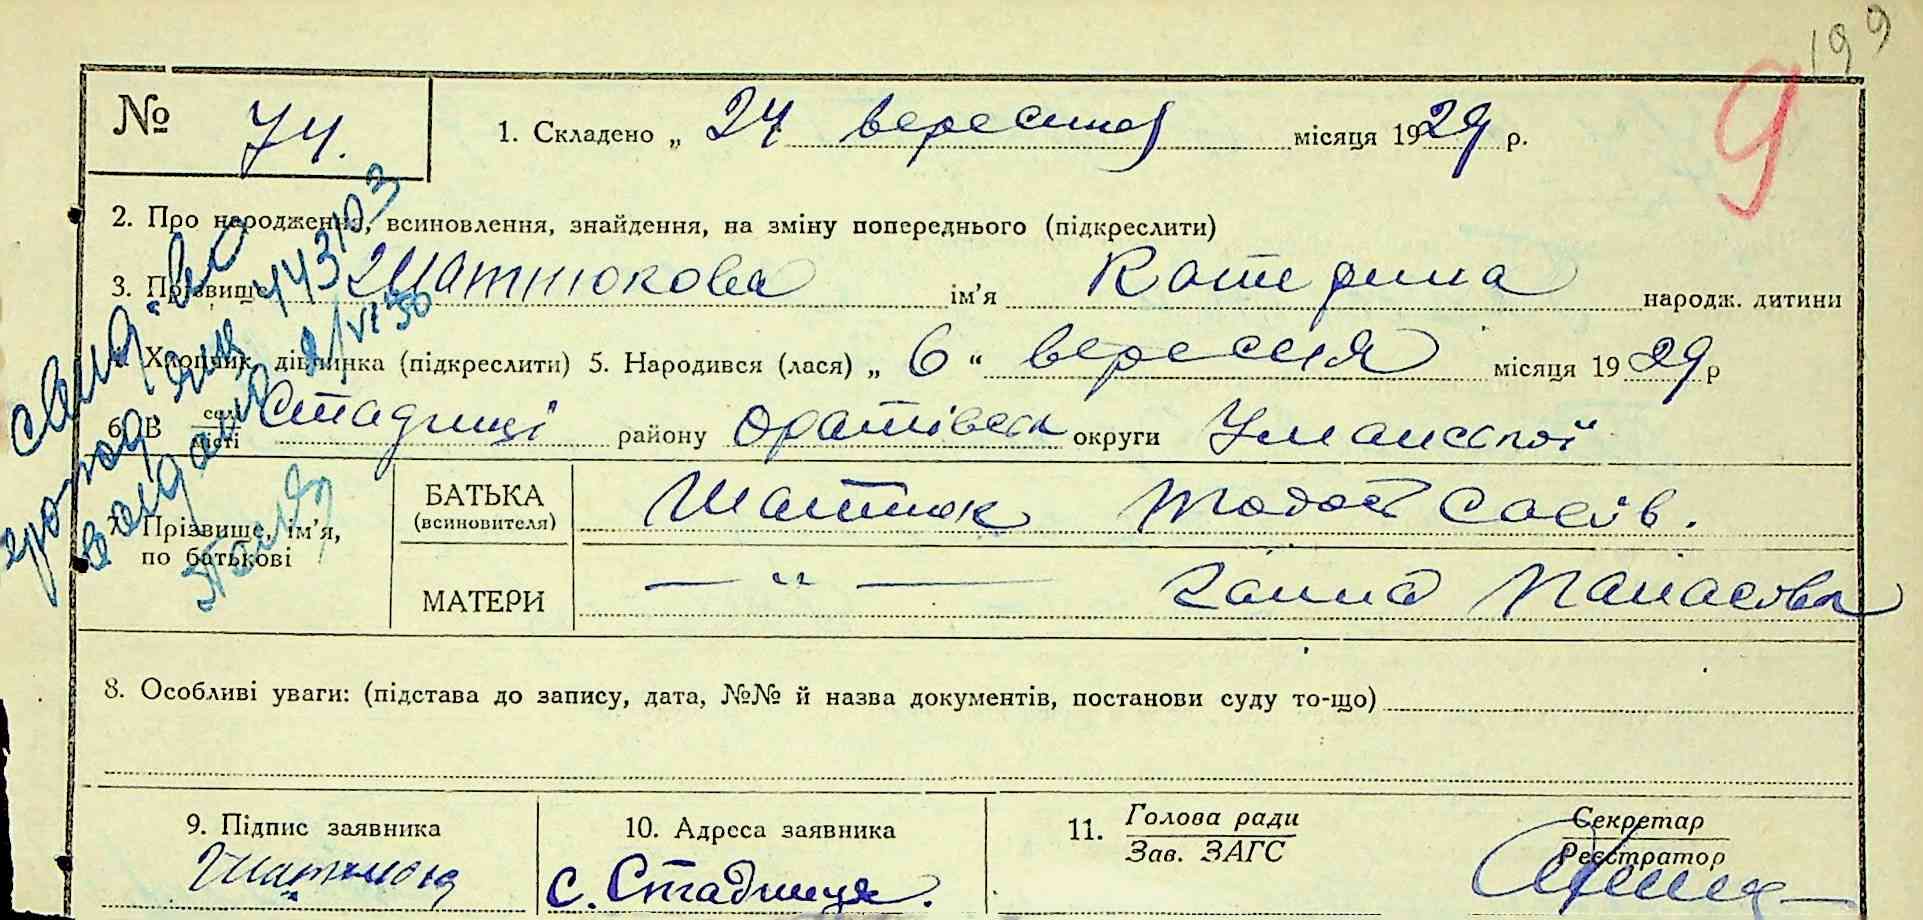 199
9
№ 74.
1. Складено „ 24 вересня місяця 1929 р.
2. Про народження, всиновлення, знайдення, на зміну попереднього (підкреслити)
3. Прізвище Шатнюкова ім’я Катерина народж. дитини
4. Хлопчик, дівчинка (підкреслити) 5. Народився (лася) „ 6 “ вересня місяця 1929 р
6. В селі місті Стадниці району Оратівськ округи Уманської
7. Прізвище, ім’я, по батькові
БАТЬКА (всиновителя) Шатнюк Тодось Сасів.
МАТЕРИ — „ — Ганна Панасова
8. Особливі уваги: (підстава до запису, дата, №№ й назва документів, постанови суду то-що)
9. Підпис заявника
10. Адреса заявника
11. Голова ради Секретар
Зав. ЗАГС Реєстратор
с. Стадниця.